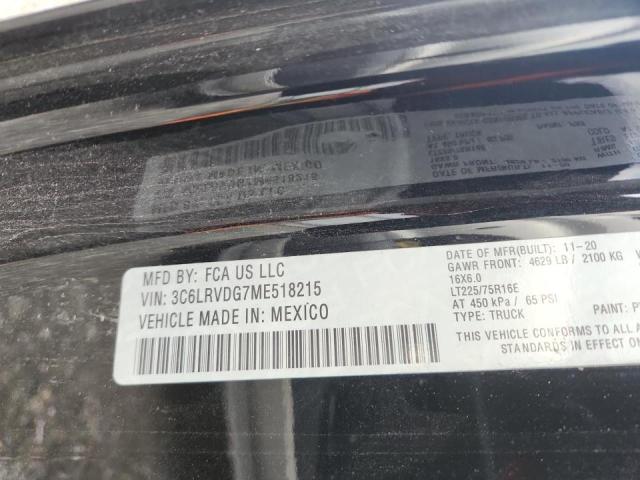 MFD BY: FCA US LLC
VIN: 3C6LRVDG7ME518215
VEHICLE MADE IN: MEXICO
DATE OF MFR(BUILT): 11-20
GAWR FRONT: 4629 LB / 2100 KG
16X6.0
LT225/75R16E
AT 450 kPa / 65 PSI
TYPE: TRUCK
PAINT:
THIS VEHICLE CONFORMS TO ALL
STANDARDS IN EFFECT ON